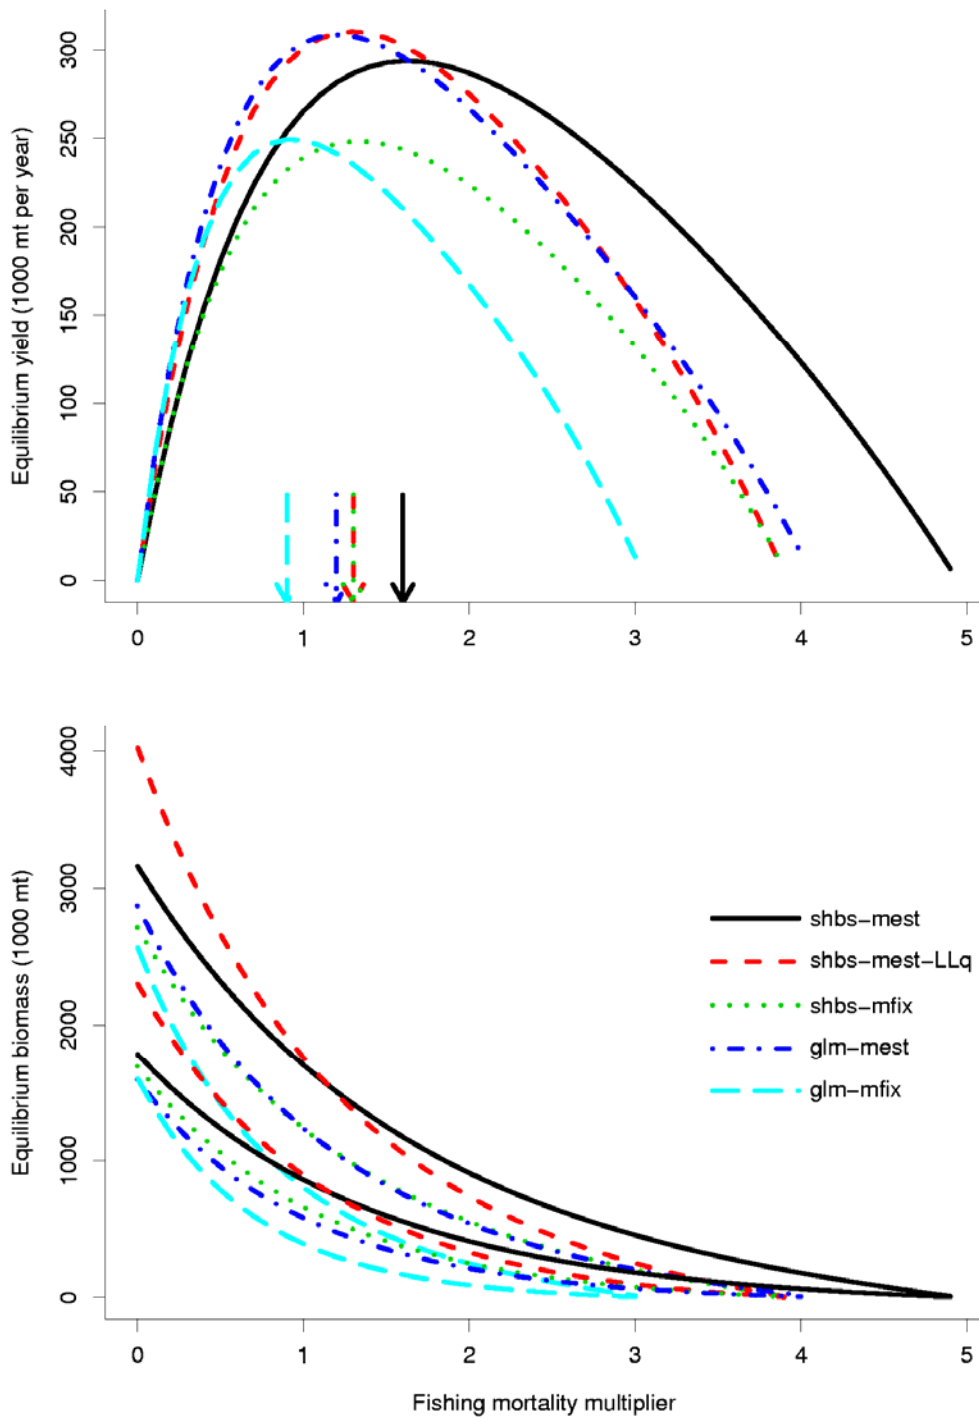 Equilibrium yield (1000 mt per year)
300
250
200
150
100
50
0
0 1 2 3 4 5
Equilibrium biomass (1000 mt)
4000
3000
2000
1000
0
shbs-mest
shbs-mest-LLq
shbs-mfix
glm-mest
glm-mfix
0 1 2 3 4 5
Fishing mortality multiplier